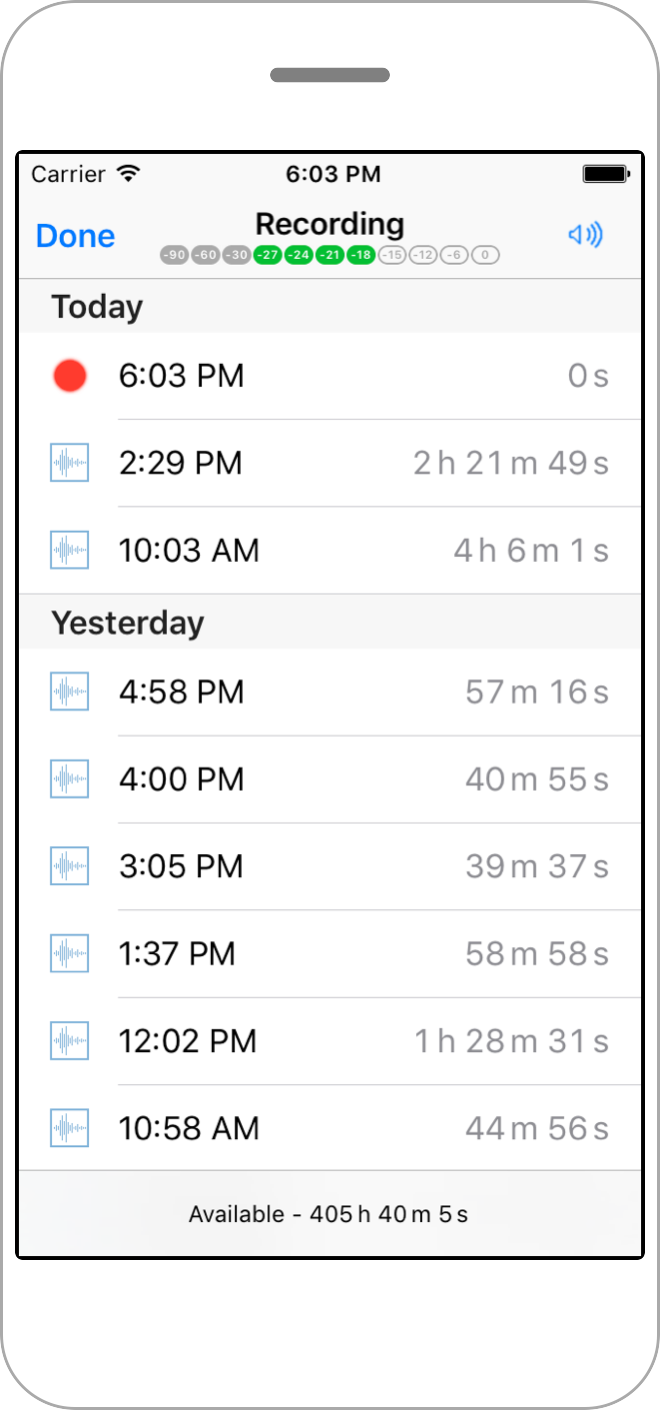 Carrier 6:03 PM
Done Recording
-90 -60 -30 -27 -24 -21 -18 -15 -12 -6 0
Today
6:03 PM 0 s
2:29 PM 2 h 21 m 49 s
10:03 AM 4 h 6 m 1 s
Yesterday
4:58 PM 57 m 16 s
4:00 PM 40 m 55 s
3:05 PM 39 m 37 s
1:37 PM 58 m 58 s
12:02 PM 1 h 28 m 31 s
10:58 AM 44 m 56 s
Available - 405 h 40 m 5 s